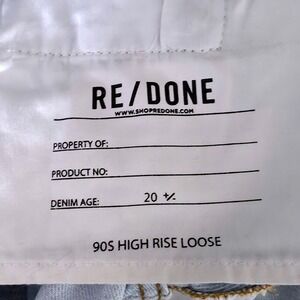 RE/DONE
WWW.SHOPREDONE.COM
PROPERTY OF:
PRODUCT NO:
DENIM AGE: 20 +/-
90S HIGH RISE LOOSE